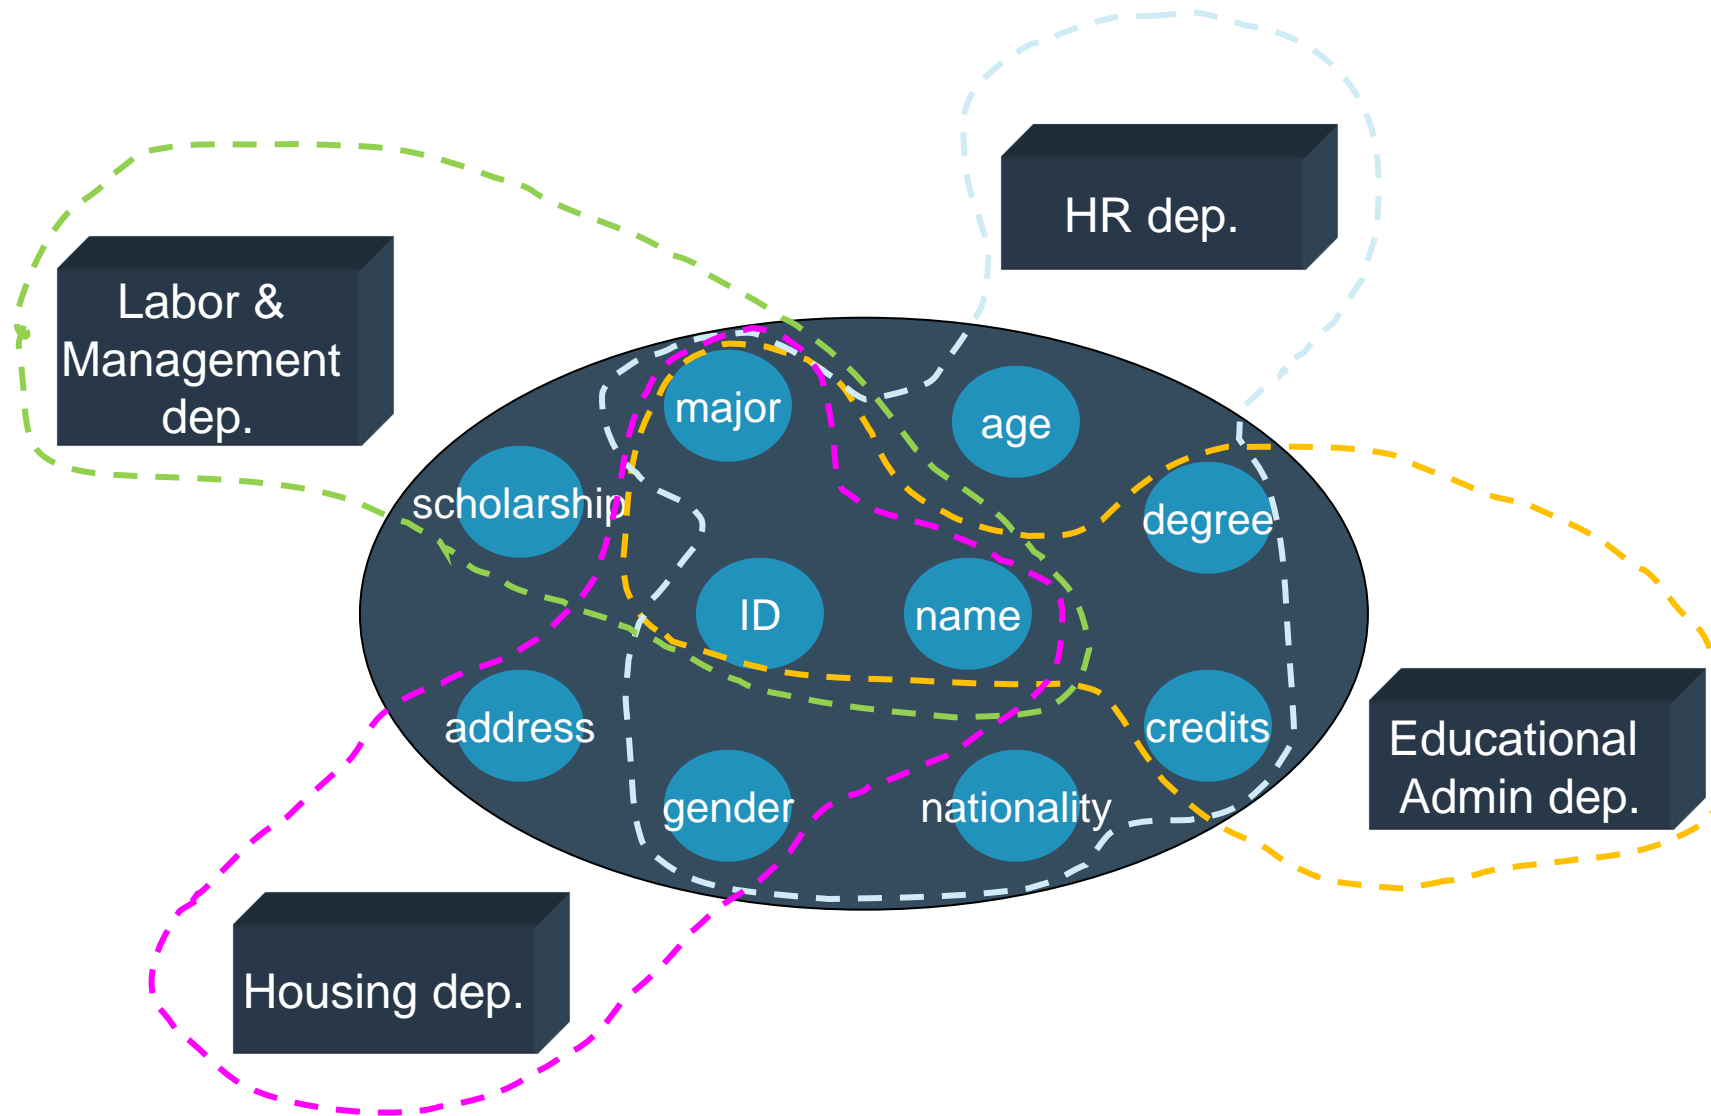 HR dep.
Labor &
Management
dep.
major
age
scholarship
degree
ID
name
address
credits
gender
nationality
Educational
Admin dep.
Housing dep.